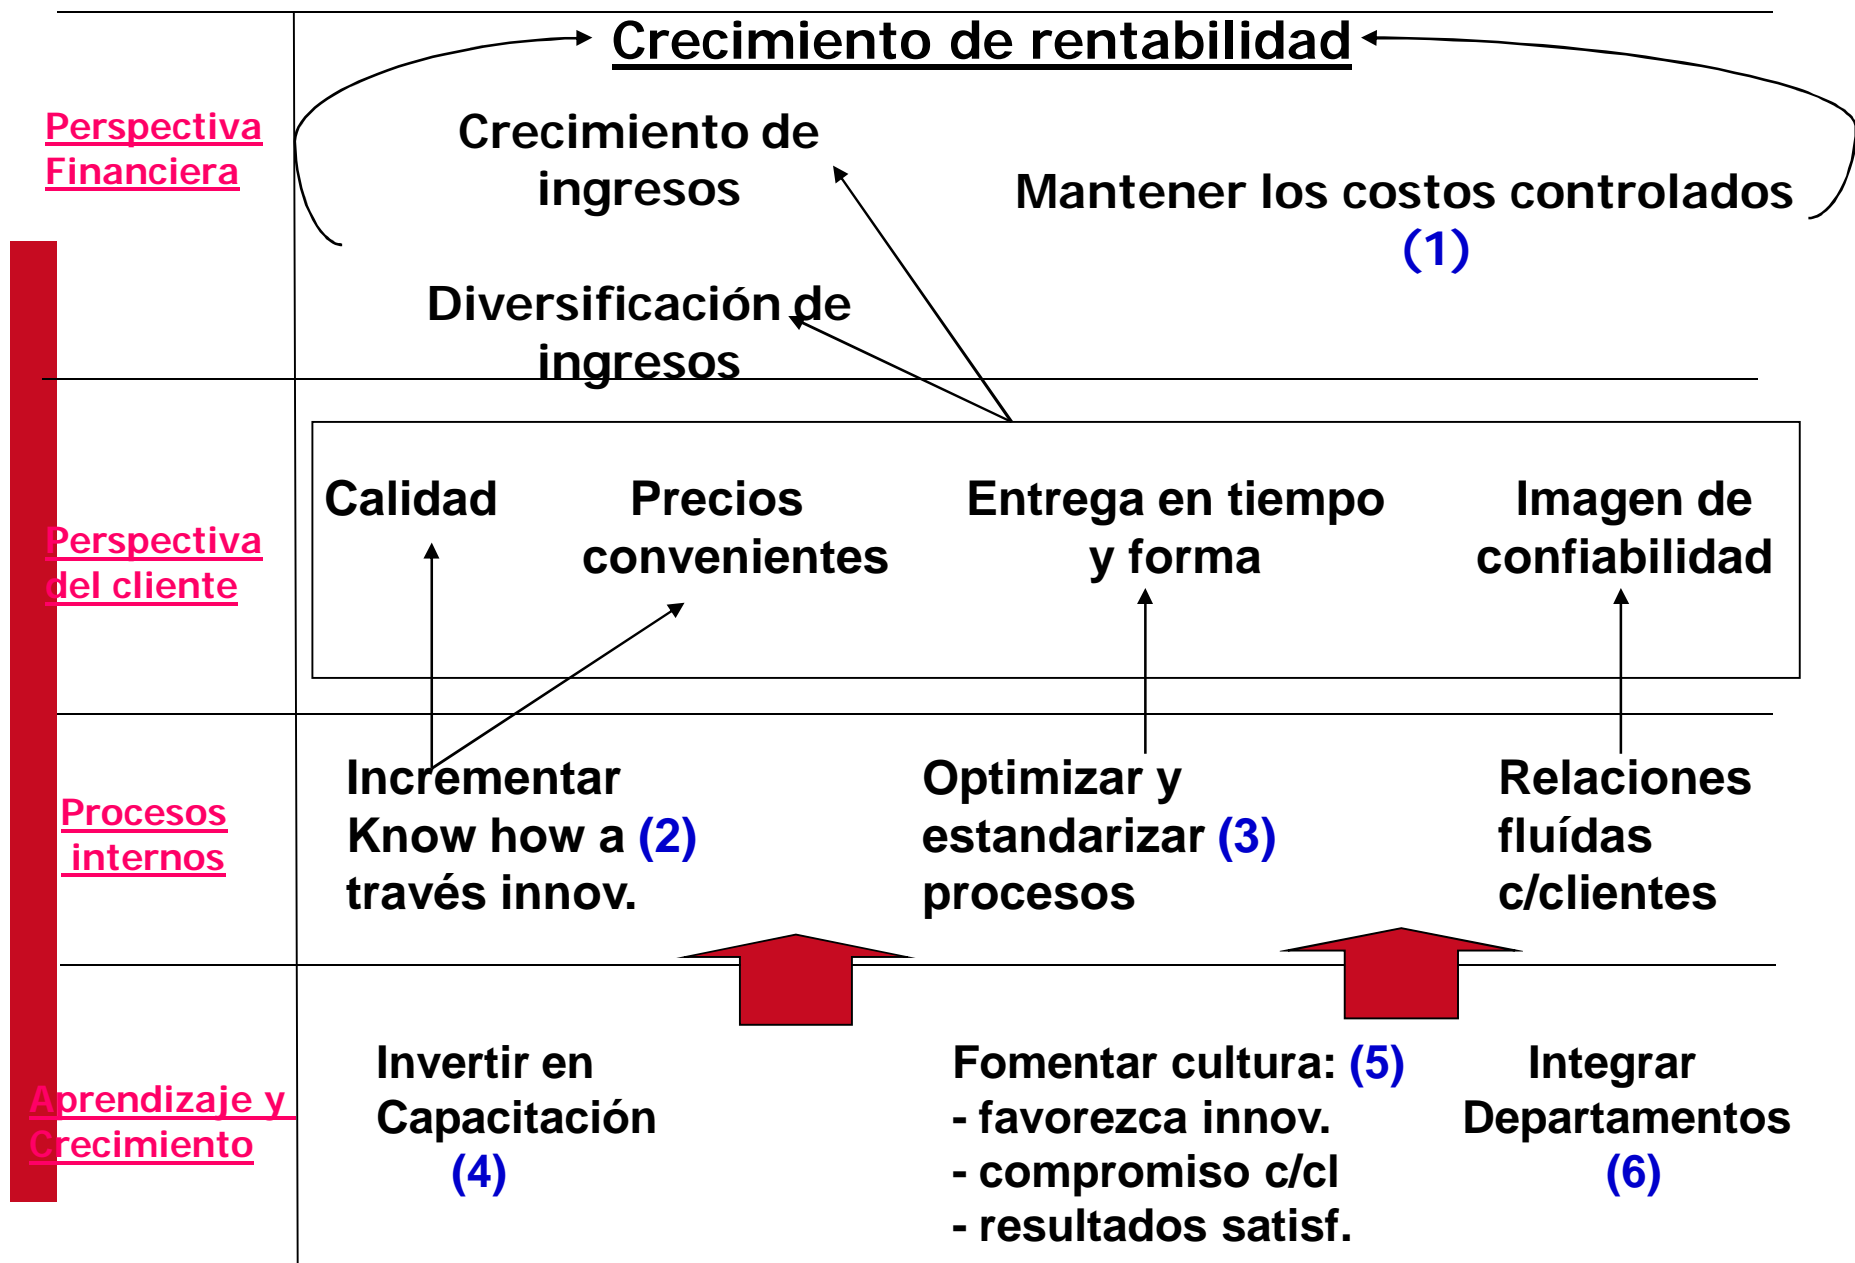 Crecimiento de rentabilidad
Perspectiva
Financiera
Crecimiento de
ingresos
Mantener los costos controlados
(1)
Diversificación de
ingresos
Perspectiva
del cliente
Calidad
Precios
convenientes
Entrega en tiempo
y forma
Imagen de
confiabilidad
Procesos
internos
Incrementar
Know how a (2)
través innov.
Optimizar y
estandarizar (3)
procesos
Relaciones
fluídas
c/clientes
Aprendizaje y
Crecimiento
Invertir en
Capacitación
(4)
Fomentar cultura: (5)
- favorezca innov.
- compromiso c/cl
- resultados satisf.
Integrar
Departamentos
(6)